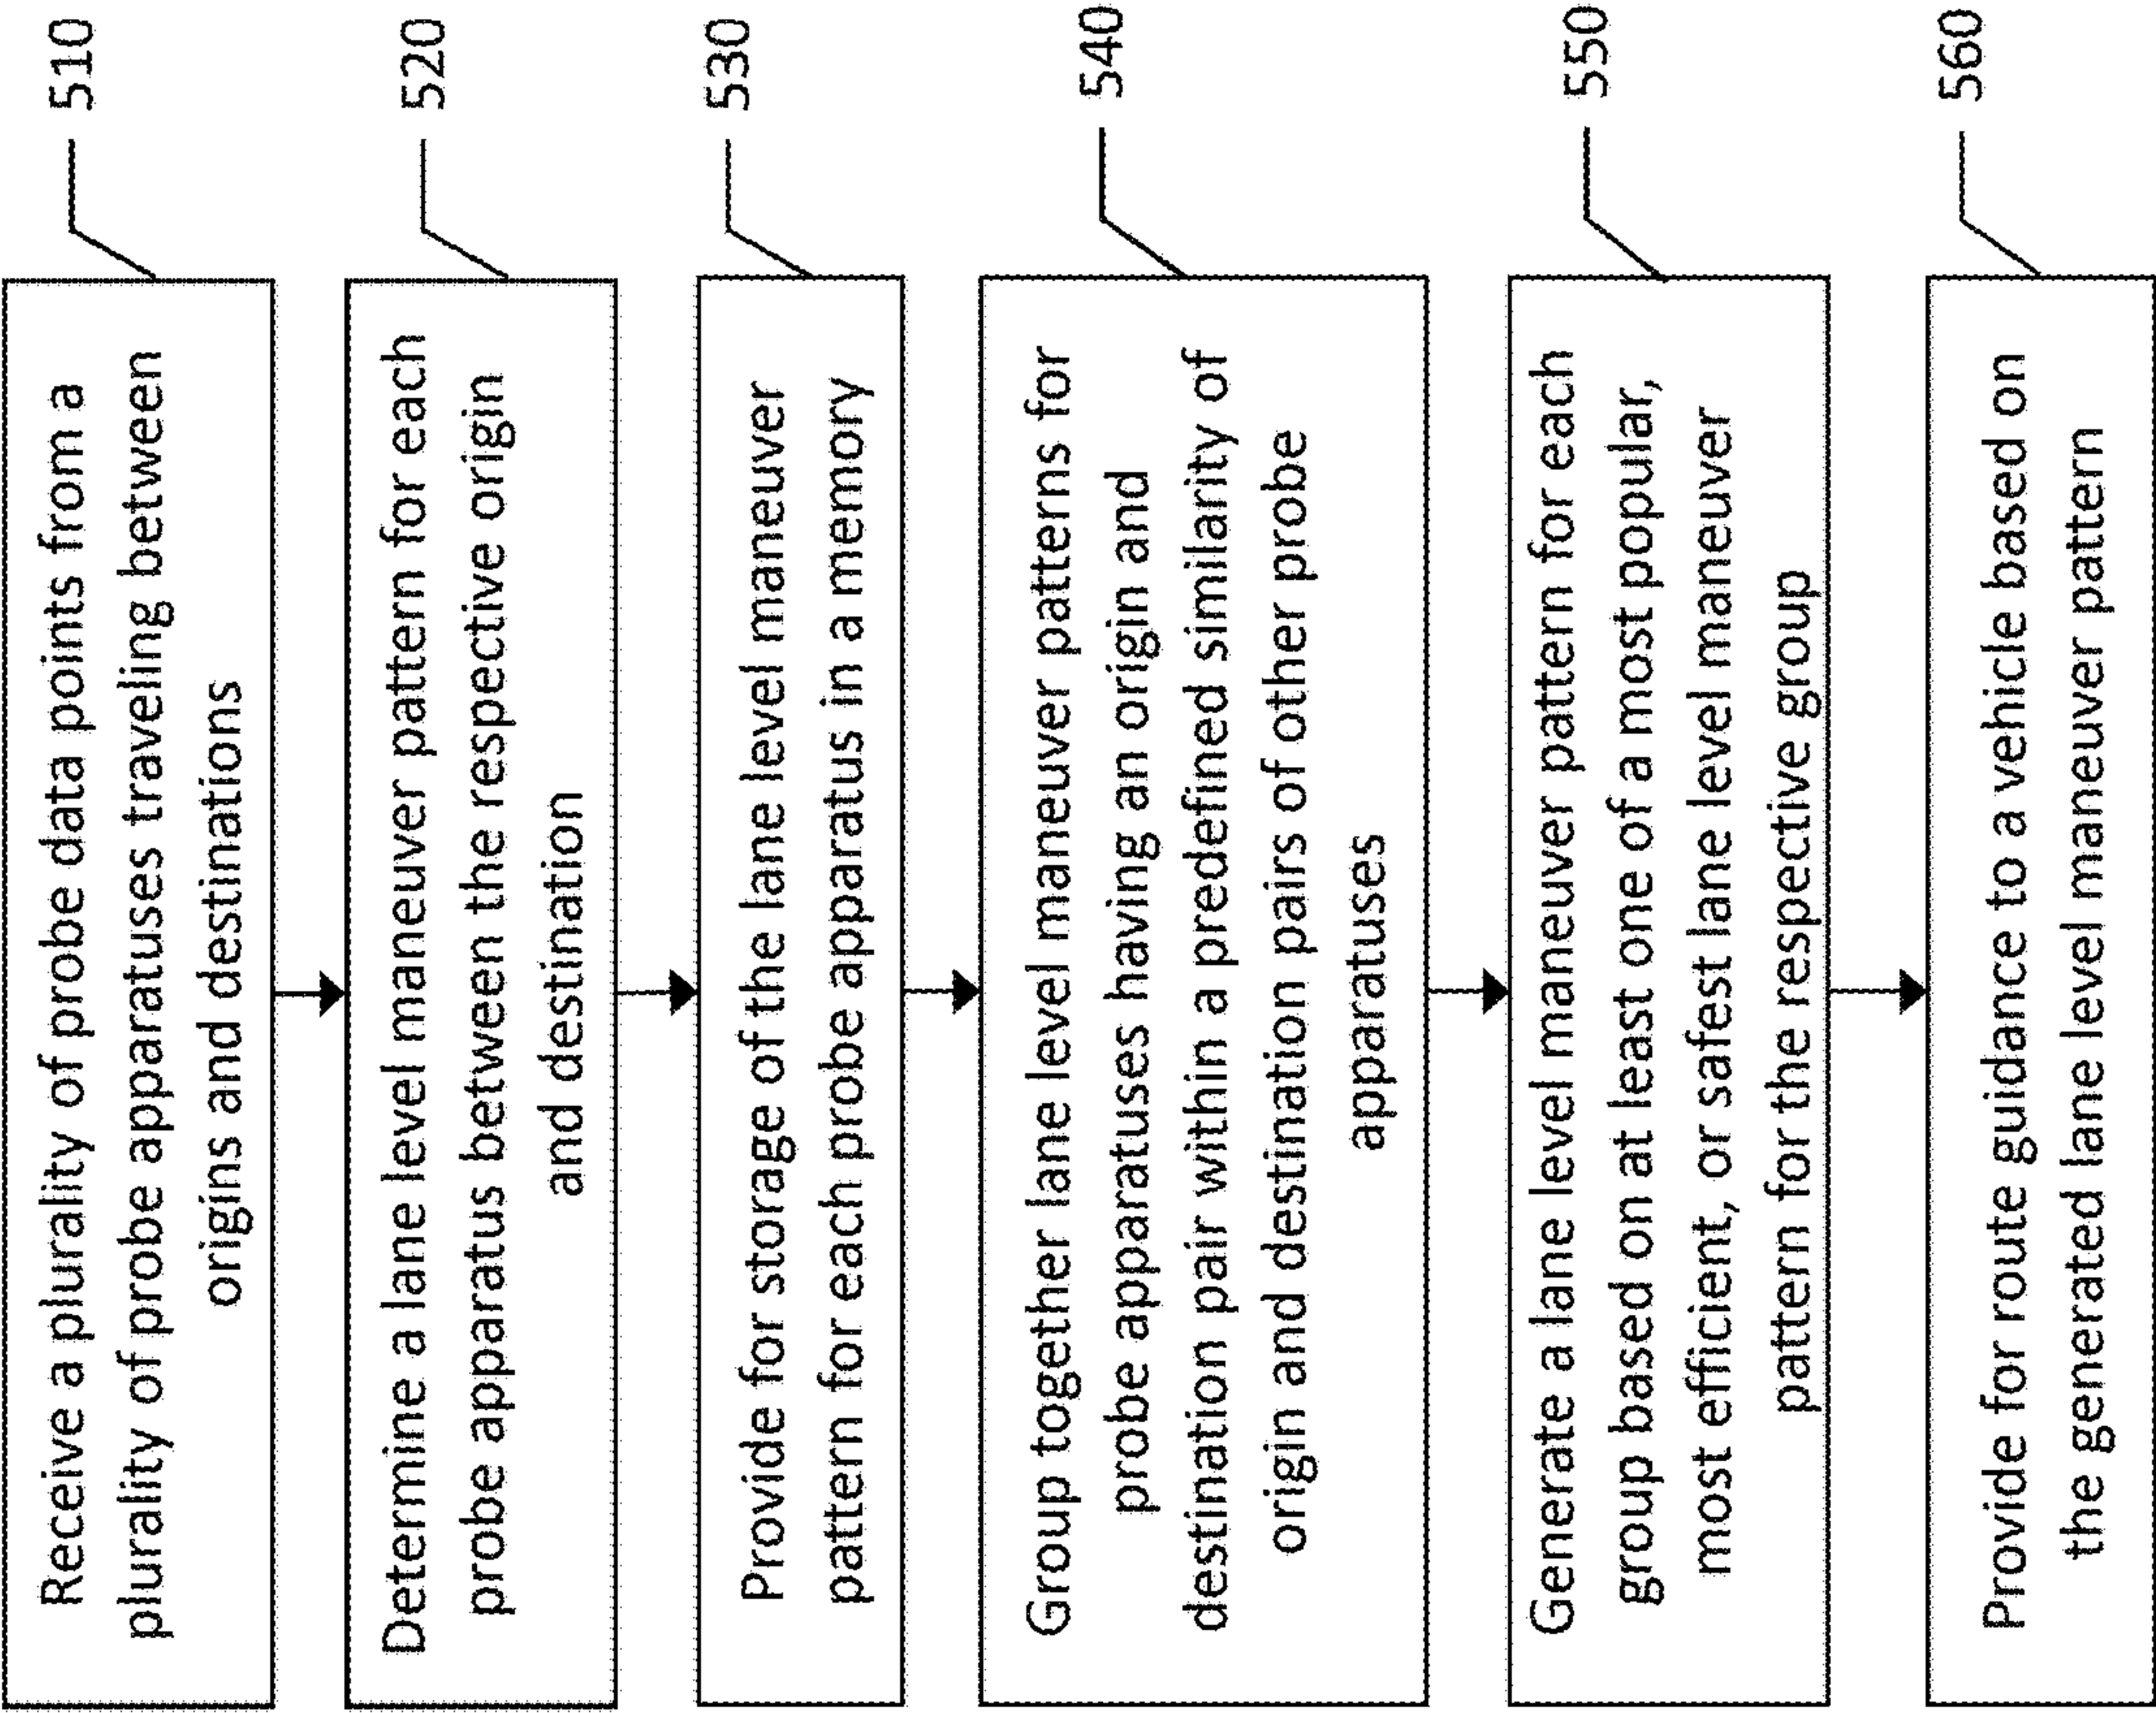 Receive a plurality of probe data points from a
plurality of probe apparatuses traveling between
origins and destinations
510
Determine a lane level maneuver pattern for each
probe apparatus between the respective origin
and destination
520
Provide for storage of the lane level maneuver
pattern for each probe apparatus in a memory
530
Group together lane level maneuver patterns for
probe apparatuses having an origin and
destination pair within a predefined similarity of
origin and destination pairs of other probe
apparatuses
540
Generate a lane level maneuver pattern for each
group based on at least one of a most popular,
most efficient, or safest lane level maneuver
pattern for the respective group
550
Provide for route guidance to a vehicle based on
the generated lane level maneuver pattern
560